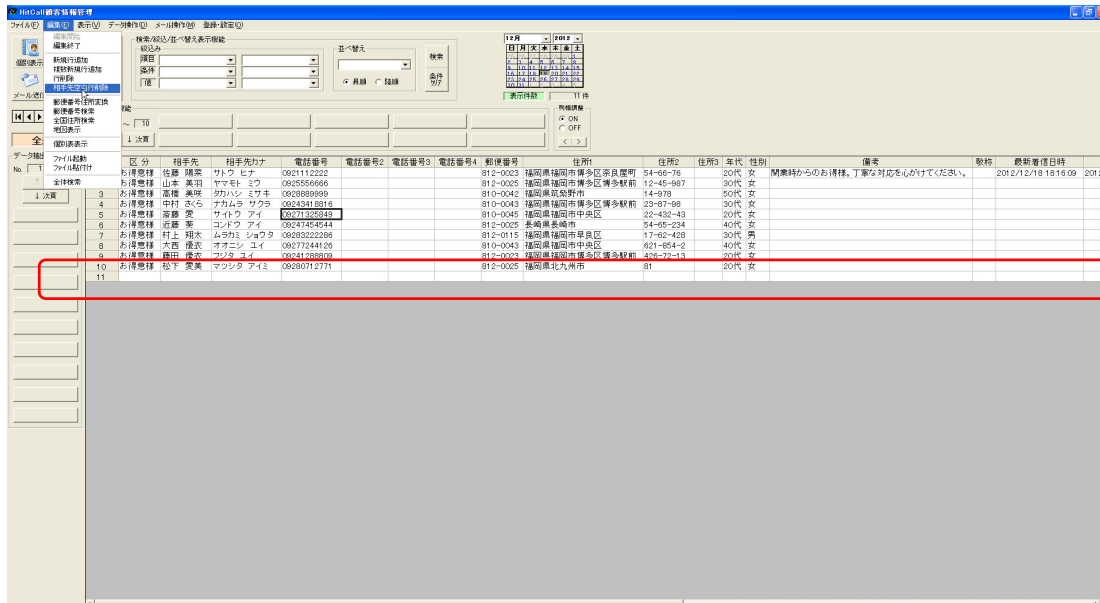 HitCall顧客情報管理
ファイル(F) 編集(E) 表示(V) データ操作(D) メール操作(M) 登録・設定(O)
編集開始
編集終了
新規行追加
複数新規行追加
行削除
相手先空白行削除
郵便番号住所変換
郵便番号検索
全国住所検索
地図表示
個別表表示
ファイル起動
ファイル貼付け
全体検索
個別表示
メール送
全
データ抽
No. 1
↓ 次頁
検索/絞込/並べ替え表示機能
絞込み
項目
条件
値
並べ替え
昇順 降順
検索
条件クリア
12月 2012
日 月 火 水 木 金 土
表示件数 11 件
能
～ 10
↓ 次頁
列幅調整
ON
OFF
< >
区分 相手先 相手先カナ 電話番号 電話番号2 電話番号3 電話番号4 郵便番号 住所1 住所2 住所3 年代 性別 備考 敬称 最新着信日時
お得意様 佐藤 陽菜 サトウ ヒナ 0921112222 812-0023 福岡県福岡市博多区奈良屋町 54-66-76 20代 女 開業時からのお得様。丁寧な対応を心がけてください。 2012/12/18 18:16:09 2012
お得意様 山本 美羽 ヤマモト ミウ 0925556666 812-0025 福岡県福岡市博多区博多駅前 12-45-987 30代 女
3 お得意様 高橋 美咲 タカハシ ミサキ 0928889999 810-0042 福岡県筑紫野市 14-978 50代 女
4 お得意様 中村 さくら ナカムラ サクラ 09243418816 810-0043 福岡県福岡市博多区博多駅前 23-87-98 30代 女
5 お得意様 斎藤 愛 サイトウ アイ 09271325849 810-0045 福岡県福岡市中央区 22-432-43 20代 女
6 お得意様 近藤 葵 コンドウ アイ 09247454544 812-0025 長崎県長崎市 54-65-234 40代 女
7 お得意様 村上 翔太 ムラカミ ショウタ 09283222286 812-0115 福岡県福岡市早良区 17-62-428 30代 男
8 お得意様 大西 優衣 オオニシ ユイ 09277244126 810-0043 福岡県福岡市中央区 621-854-2 40代 女
9 お得意様 藤田 優衣 フジタ ユイ 09241288809 812-0023 福岡県福岡市博多区博多駅前 426-72-13 20代 女
10 お得意様 松下 愛美 マツシタ アイミ 09280712771 812-0025 福岡県北九州市 81 20代 女
11